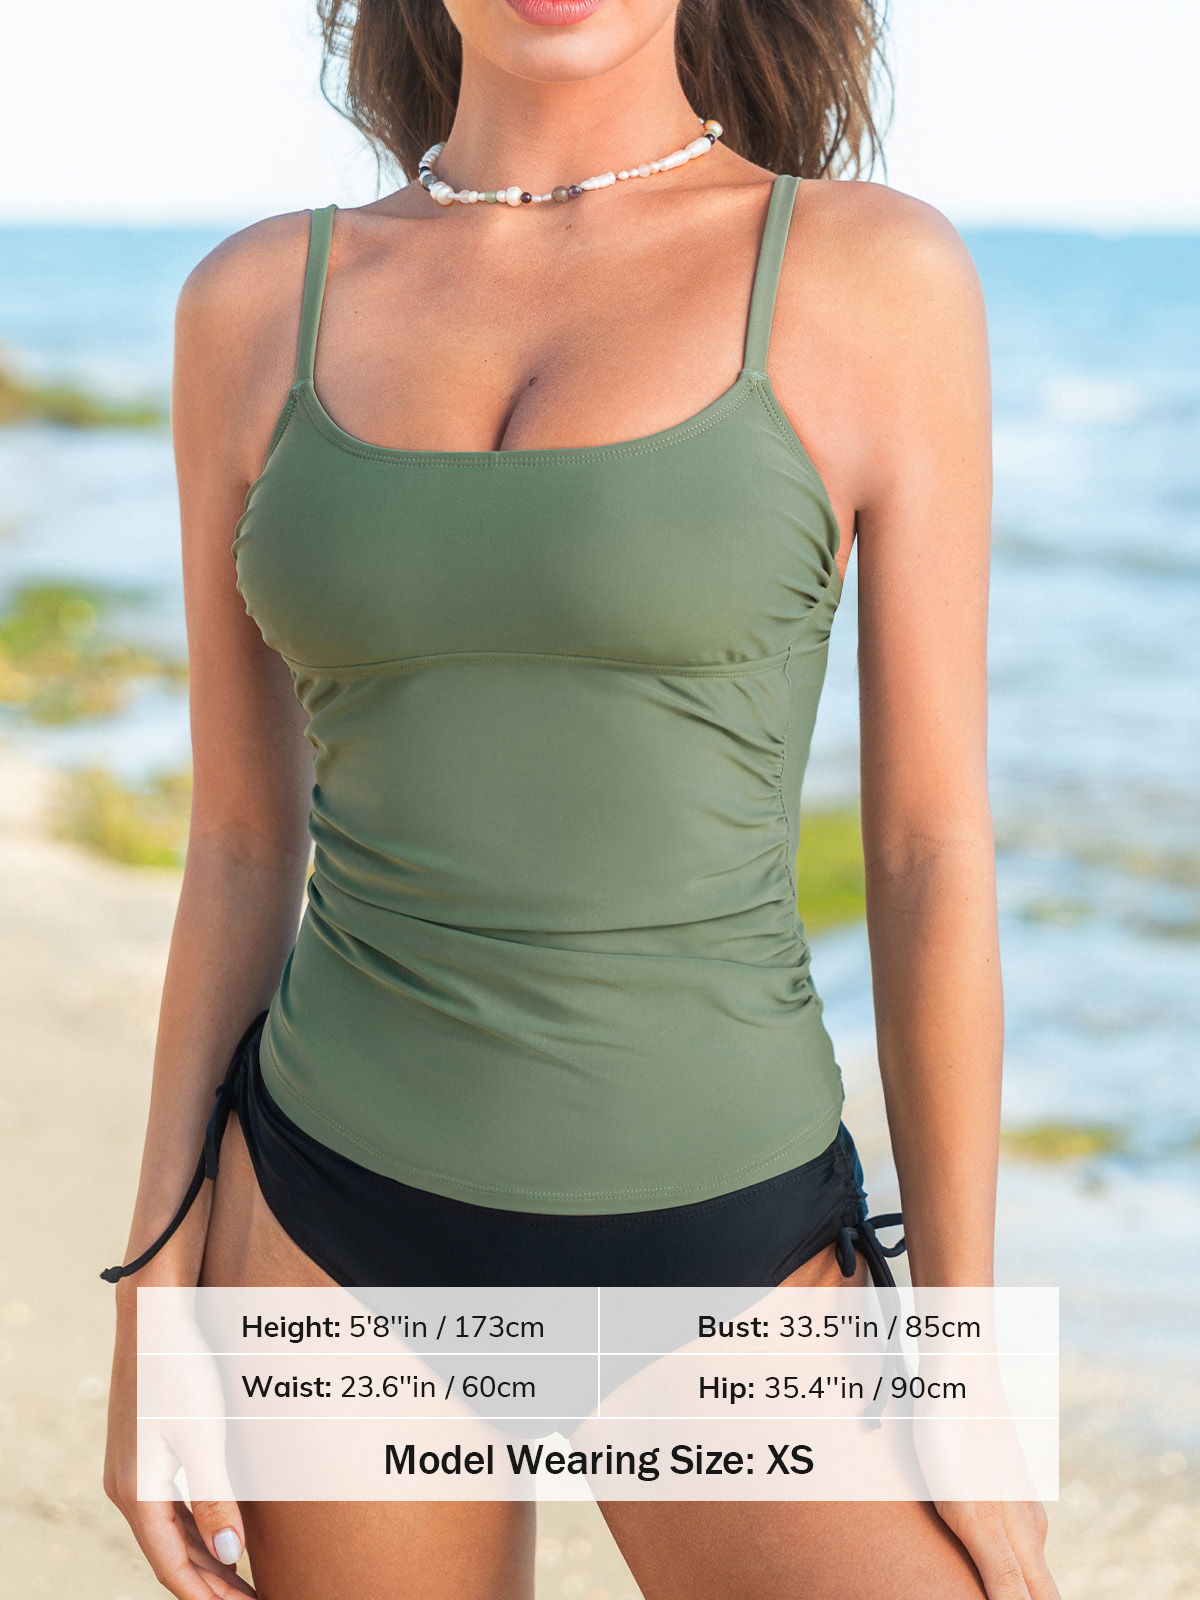 Height: 5'8''in / 173cm
Bust: 33.5''in / 85cm
Waist: 23.6''in / 60cm
Hip: 35.4''in / 90cm
Model Wearing Size: XS